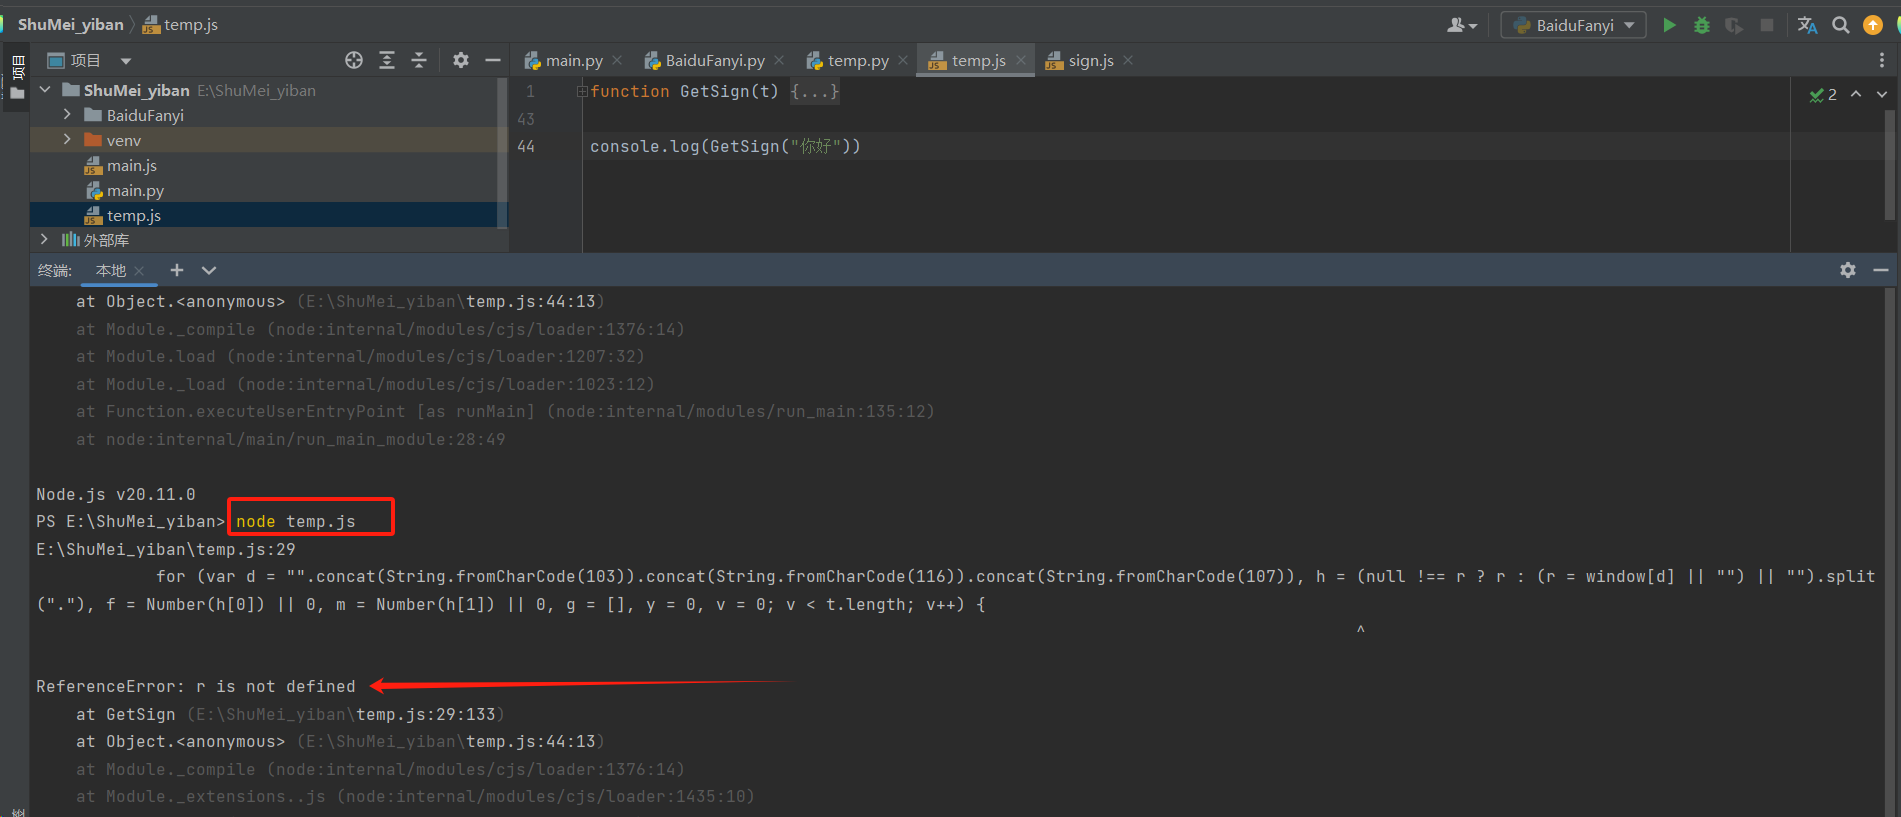 ShuMei_yiban temp.js BaiduFanyi
项目 main.py BaiduFanyi.py temp.py temp.js sign.js
项目
ShuMei_yiban E:\ShuMei_yiban
BaiduFanyi
venv
main.js
main.py
temp.js
外部库
1 function GetSign(t) {...}
2
43
44 console.log(GetSign("你好"))
终端: 本地
at Object.<anonymous> (E:\ShuMei_yiban\temp.js:44:13)
at Module._compile (node:internal/modules/cjs/loader:1376:14)
at Module.load (node:internal/modules/cjs/loader:1207:32)
at Module._load (node:internal/modules/cjs/loader:1023:12)
at Function.executeUserEntryPoint [as runMain] (node:internal/modules/run_main:135:12)
at node:internal/main/run_main_module:28:49
Node.js v20.11.0
PS E:\ShuMei_yiban> node temp.js
E:\ShuMei_yiban\temp.js:29
for (var d = "".concat(String.fromCharCode(103)).concat(String.fromCharCode(116)).concat(String.fromCharCode(107)), h = (null !== r ? r : (r = window[d] || "") || "").split
("."), f = Number(h[0]) || 0, m = Number(h[1]) || 0, g = [], y = 0, v = 0; v < t.length; v++) {
^
ReferenceError: r is not defined
at GetSign (E:\ShuMei_yiban\temp.js:29:133)
at Object.<anonymous> (E:\ShuMei_yiban\temp.js:44:13)
at Module._compile (node:internal/modules/cjs/loader:1376:14)
at Module._extensions..js (node:internal/modules/cjs/loader:1435:10)